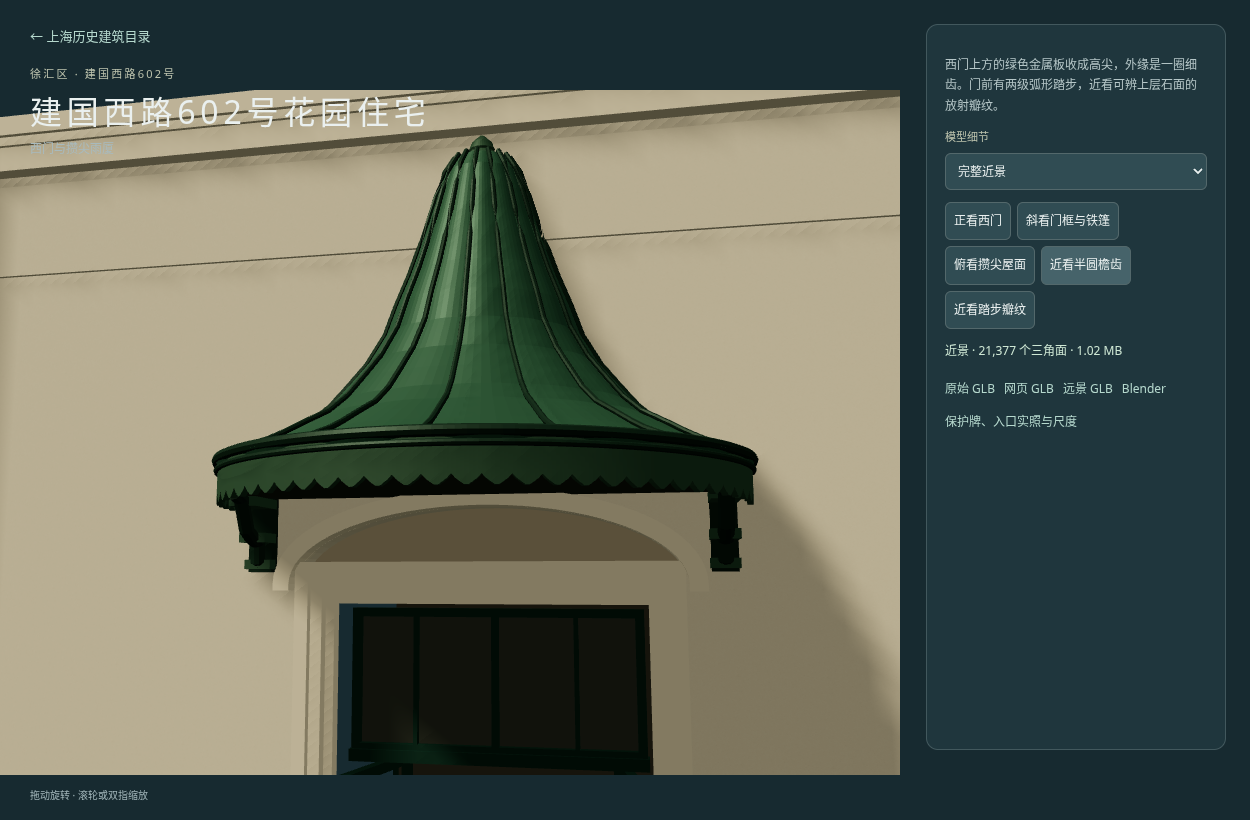 ← 上海历史建筑目录
徐汇区 · 建国西路602号
建国西路602号花园住宅
西门上方的绿色金属板收成高尖，外缘是一圈细
齿。门前有两级弧形踏步，近看可辨上层石面的
放射瓣纹。
模型细节
完整近景
正看西门
斜看门框与铁篷
俯看攒尖屋面
近看半圆檐齿
近看踏步瓣纹
近景 · 21,377 个三角面 · 1.02 MB
原始 GLB 网页 GLB 远景 GLB Blender
保护牌、入口实照与尺度
拖动旋转 · 滚轮或双指缩放